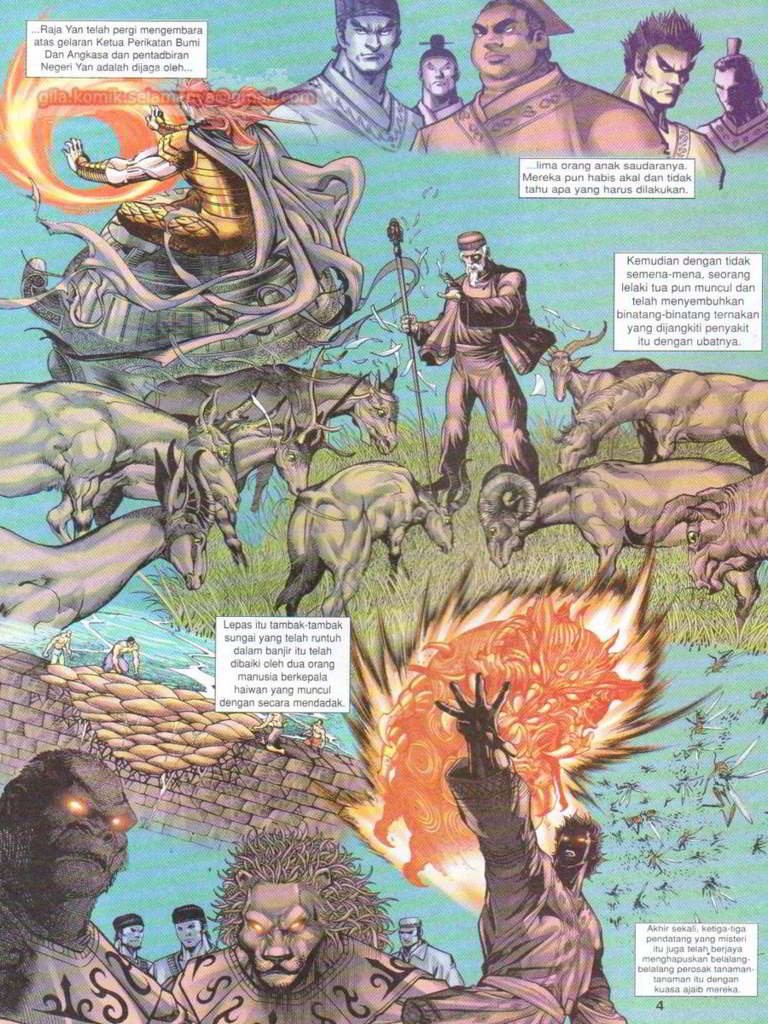 ...Raja Yan telah pergi mengembara
atas gelaran Ketua Perikatan Bumi
Dan Angkasa dan pentadbiran
Negeri Yan adalah dijaga oleh...
...lima orang anak saudaranya.
Mereka pun habis akal dan tidak
tahu apa yang harus dilakukan.
Kemudian dengan tidak
semena-mena, seorang
lelaki tua pun muncul dan
telah menyembuhkan
binatang-binatang ternakan
yang dijangkiti penyakit
itu dengan ubatnya.
Lepas itu tambak-tambak
sungai yang telah runtuh
dalam banjir itu telah
dibaiki oleh dua orang
manusia berkepala
haiwan yang muncul
dengan secara mendadak.
Akhir sekali, ketiga-tiga
pendatang yang misteri
itu juga telah berjaya
menghapuskan belalang-
belalang perosak tanaman-
tanaman itu dengan
kuasa ajaib mereka.
4